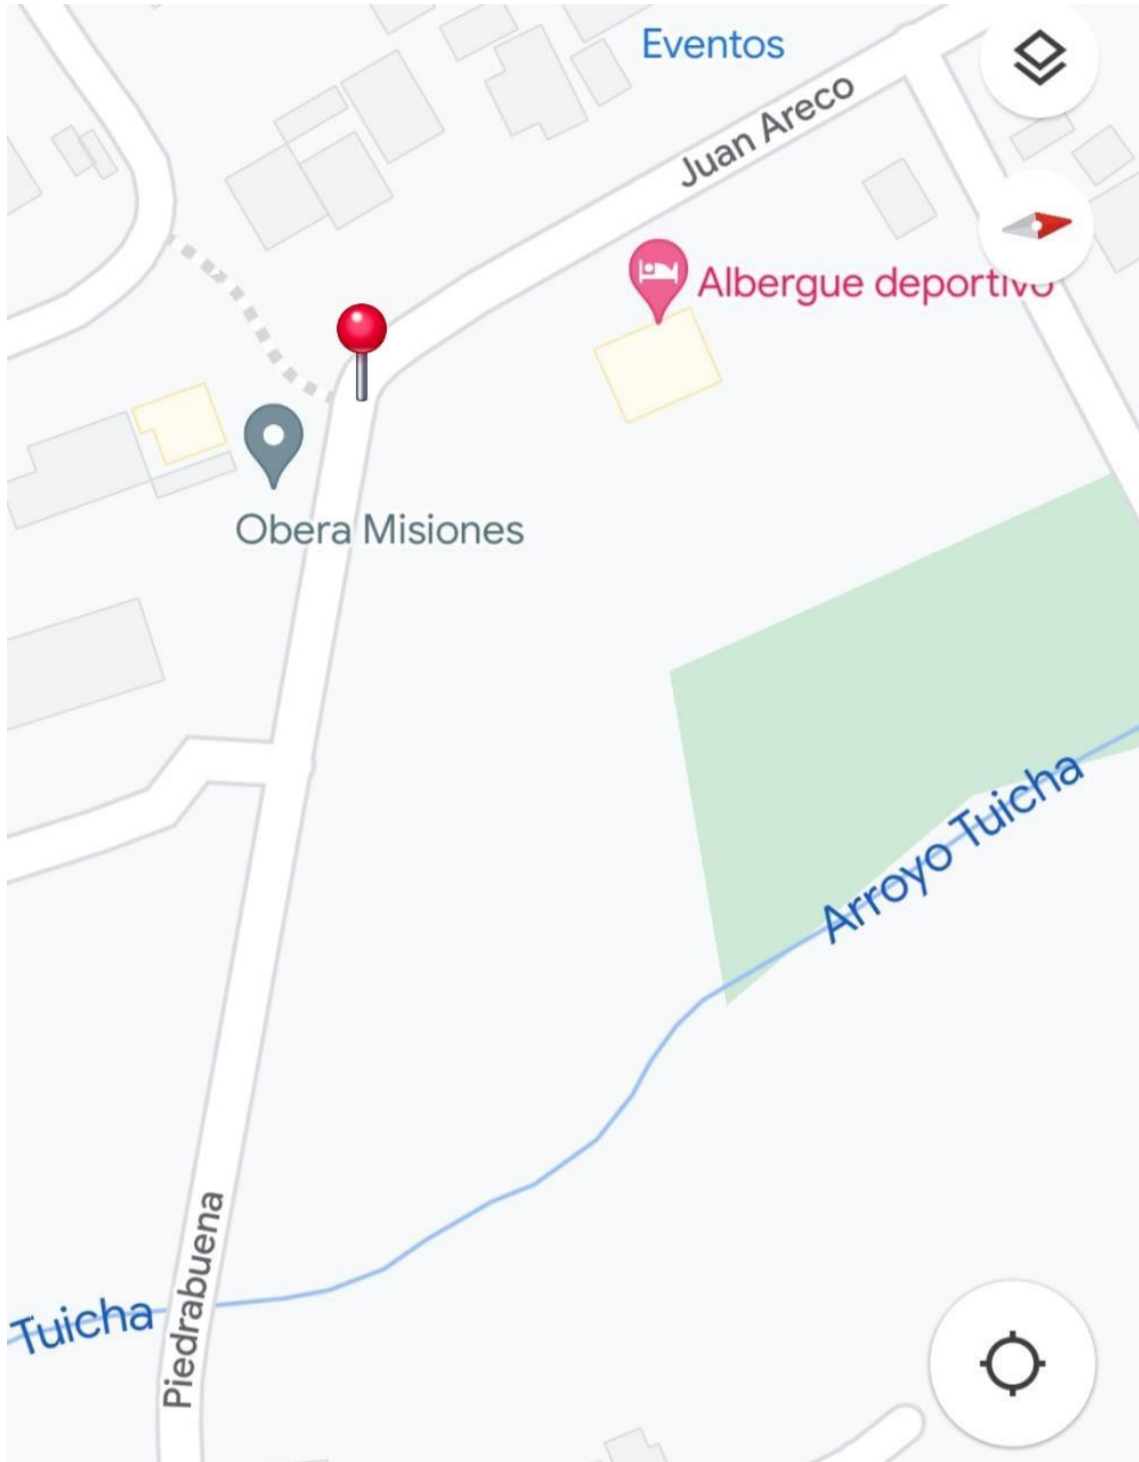 Eventos
Juan Areco
Albergue deportivo
Obera Misiones
Arroyo Tuicha
Piedrabuena
Tuicha